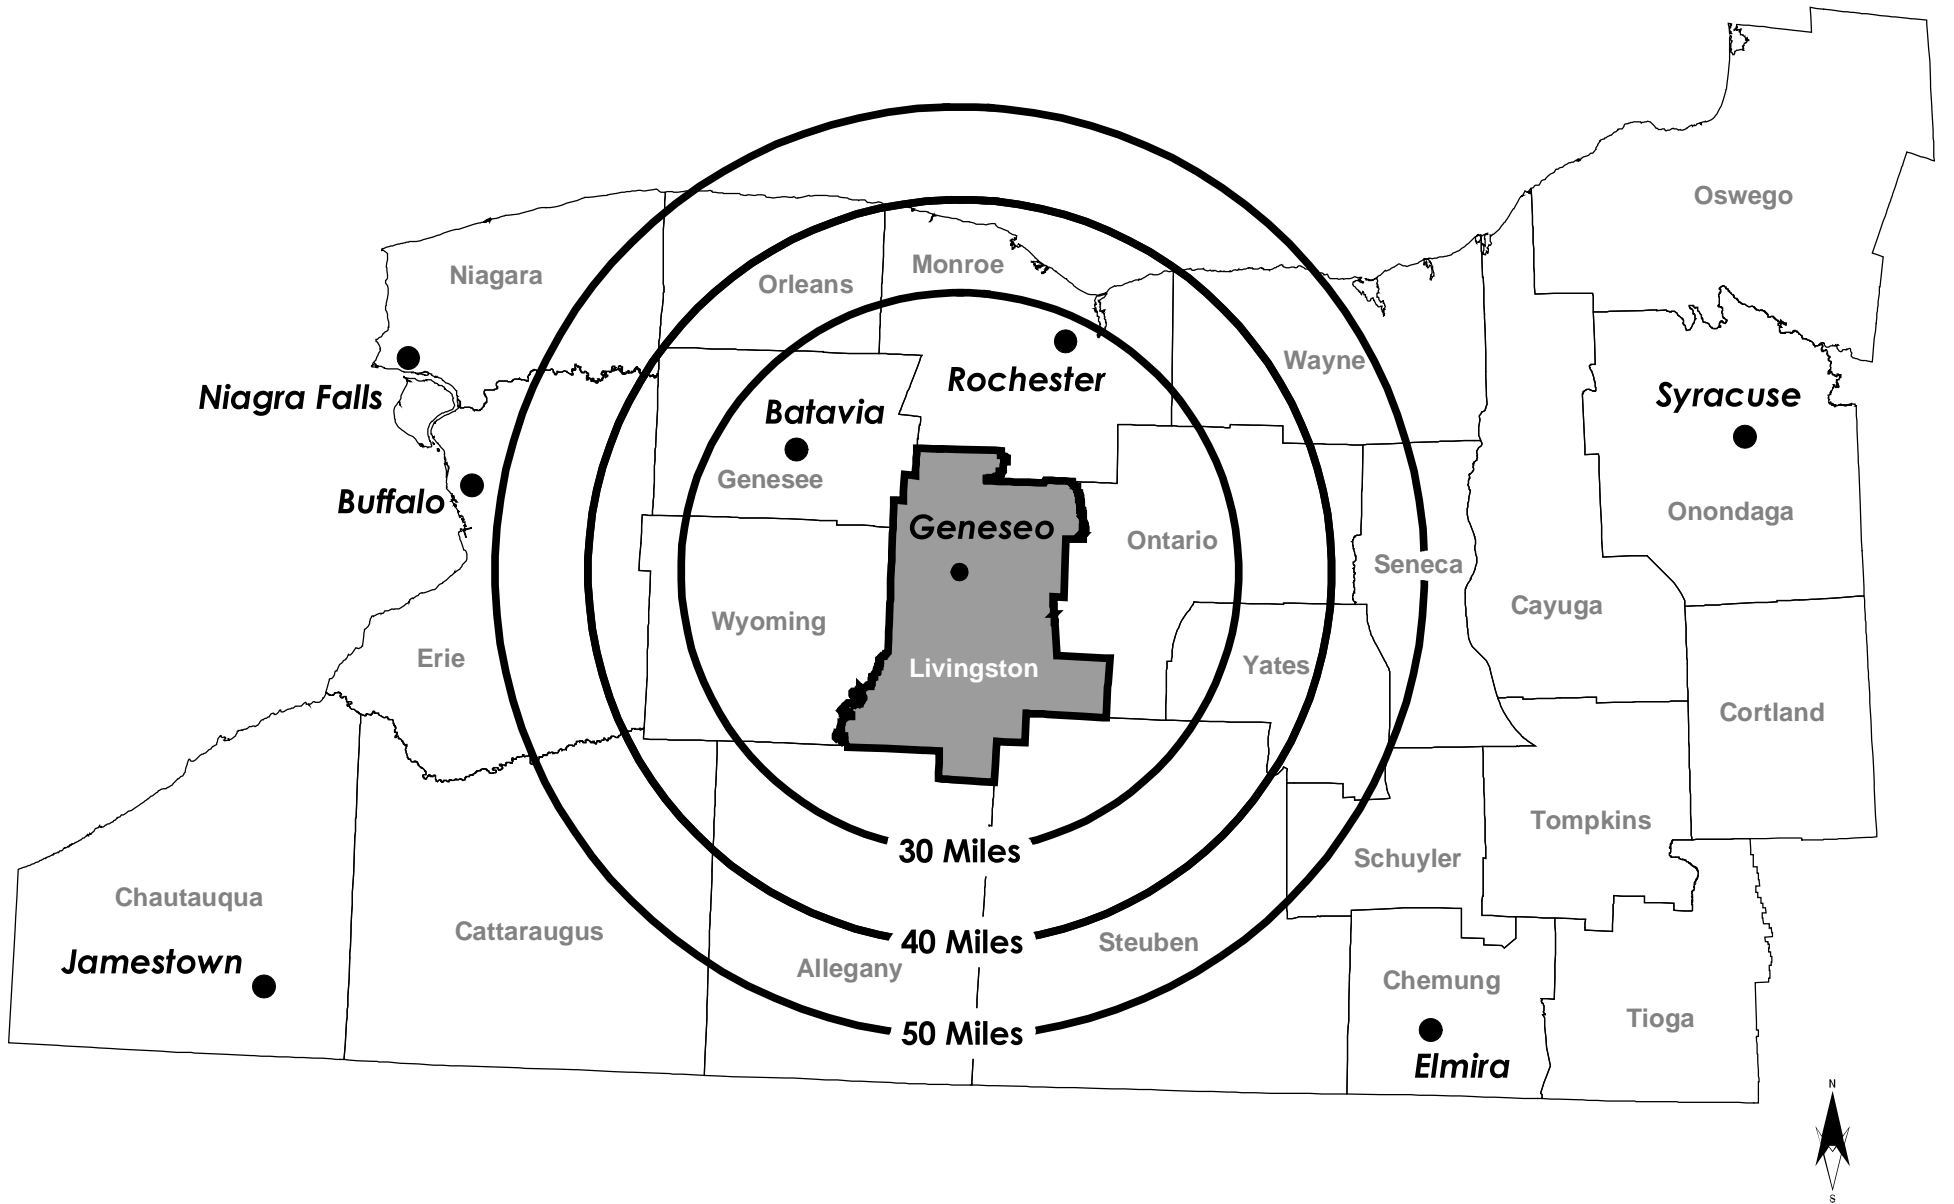 Oswego
Monroe
Niagara
Orleans
Wayne
Rochester
Niagra Falls
Syracuse
Batavia
Genesee
Buffalo
Onondaga
Geneseo
Ontario
Seneca
Cayuga
Wyoming
Erie
Livingston
Yates
Cortland
Tompkins
30 Miles
Schuyler
Chautauqua
Cattaraugus
40 Miles
Steuben
Jamestown
Allegany
Chemung
Tioga
50 Miles
Elmira
N
S